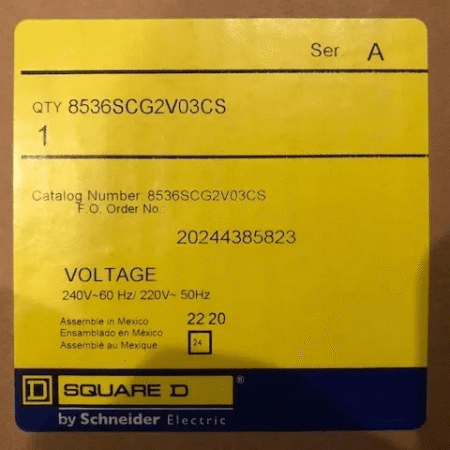 Ser. A
QTY 8536SCG2V03CS
1
Catalog Number: 8536SCG2V03CS
F.O. Order No.:
20244385823
VOLTAGE
240V~60 Hz/ 220V~ 50Hz
Assemble in Mexico 22 20
Ensamblado en México
Assemblé au Mexique 24
D SQUARE D ®
by Schneider Electric